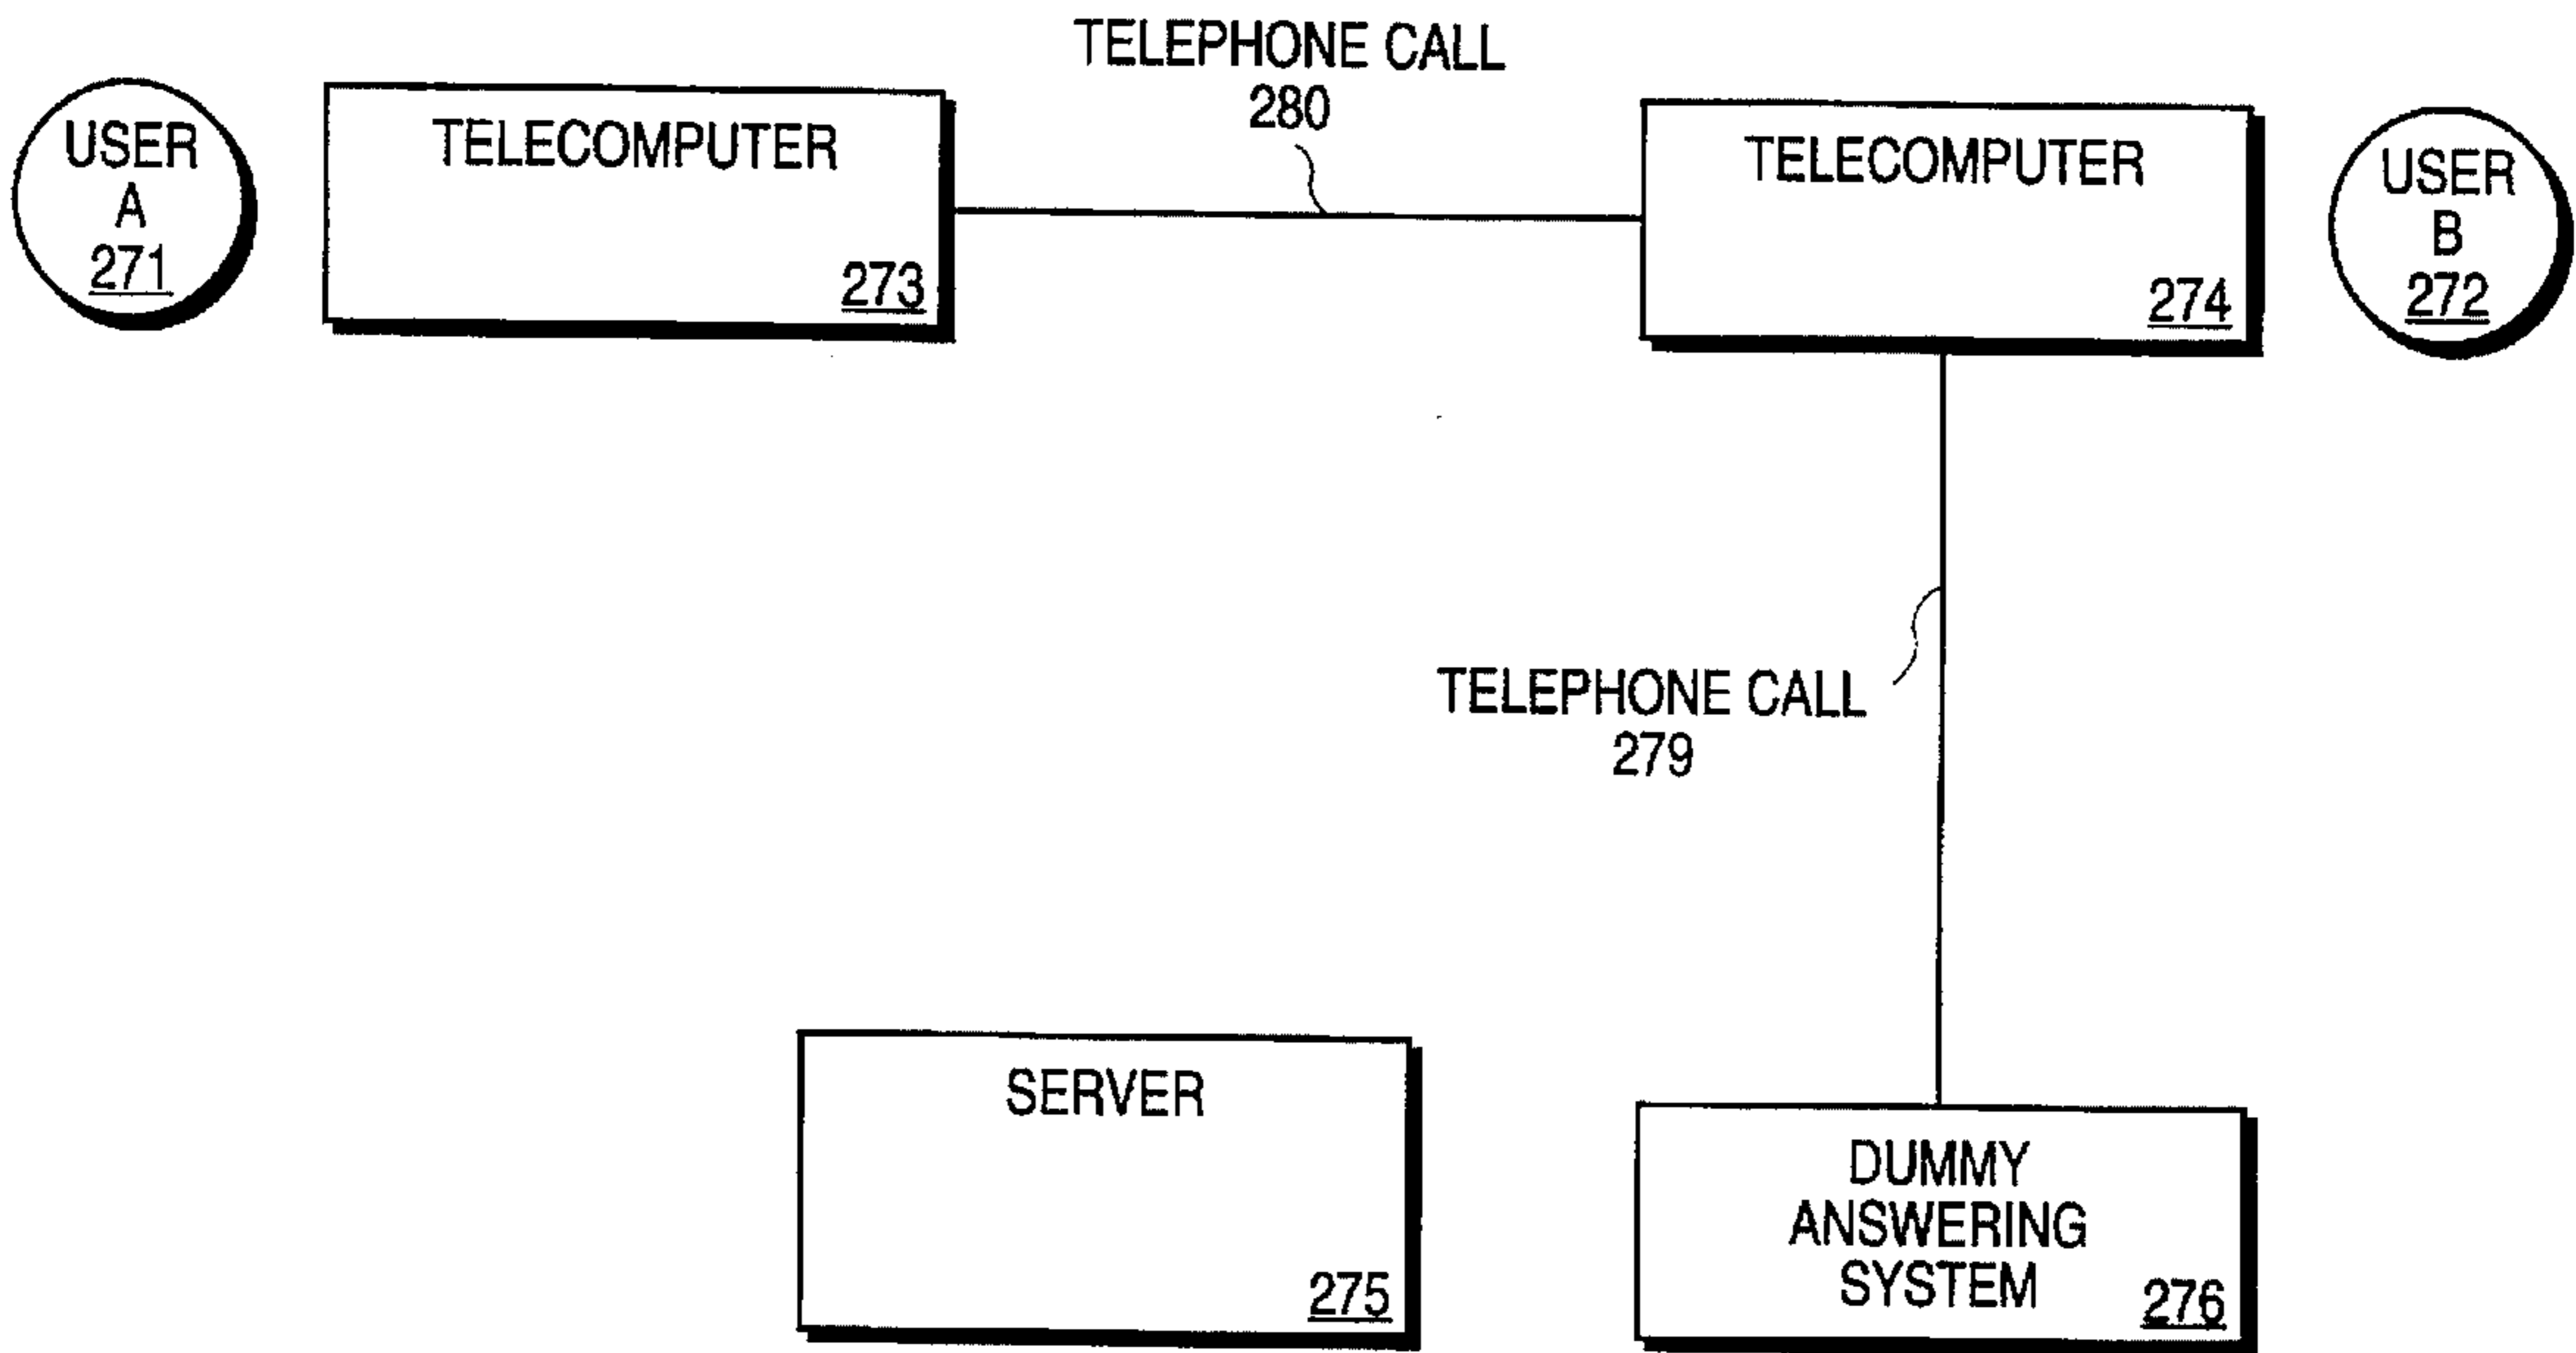 TELEPHONE CALL
280
USER
A
271
TELECOMPUTER
273
TELECOMPUTER
274
USER
B
272
TELEPHONE CALL
279
SERVER
275
DUMMY
ANSWERING
SYSTEM
276